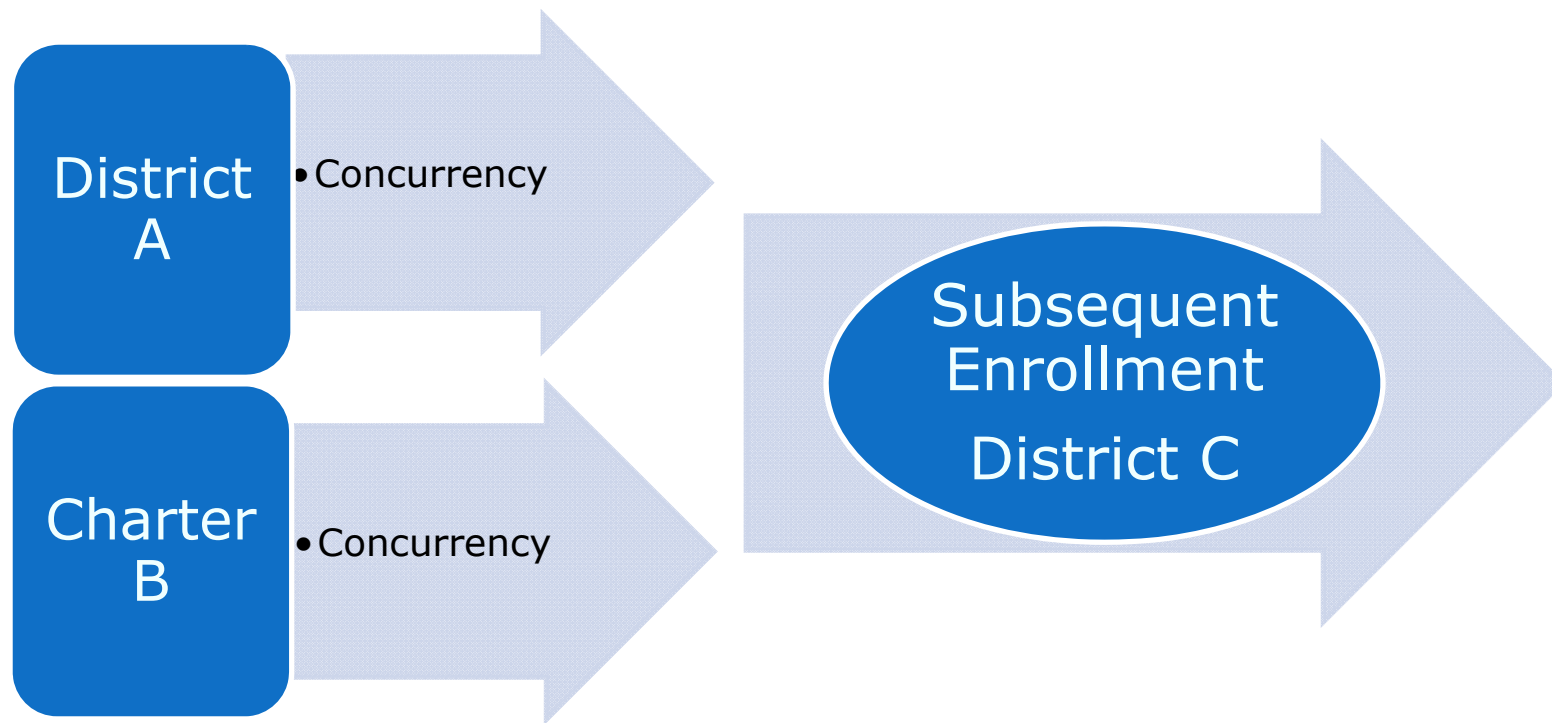 District
A
•Concurrency
Charter
B
•Concurrency
Subsequent
Enrollment
District C